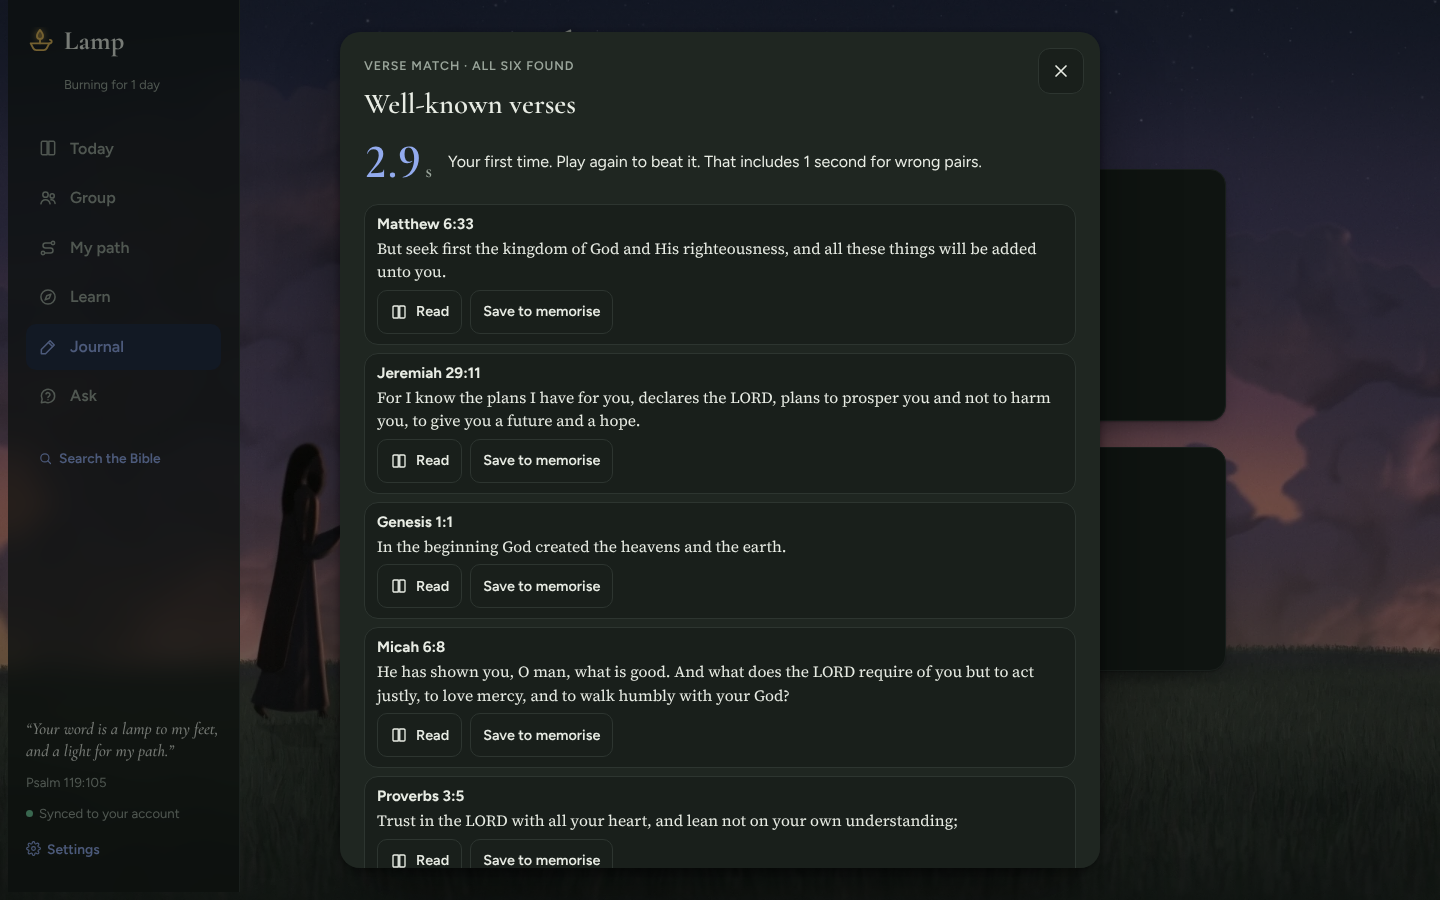 Lamp
Burning for 1 day
Today
Group
My path
Learn
Journal
Ask
Search the Bible
“Your word is a lamp to my feet,
and a light for my path.”
Psalm 119:105
Synced to your account
Settings
VERSE MATCH · ALL SIX FOUND
Well-known verses
2.9 s
Your first time. Play again to beat it. That includes 1 second for wrong pairs.
Matthew 6:33
But seek first the kingdom of God and His righteousness, and all these things will be added
unto you.
Read
Save to memorise
Jeremiah 29:11
For I know the plans I have for you, declares the LORD, plans to prosper you and not to harm
you, to give you a future and a hope.
Read
Save to memorise
Genesis 1:1
In the beginning God created the heavens and the earth.
Read
Save to memorise
Micah 6:8
He has shown you, O man, what is good. And what does the LORD require of you but to act
justly, to love mercy, and to walk humbly with your God?
Read
Save to memorise
Proverbs 3:5
Trust in the LORD with all your heart, and lean not on your own understanding;
Read
Save to memorise